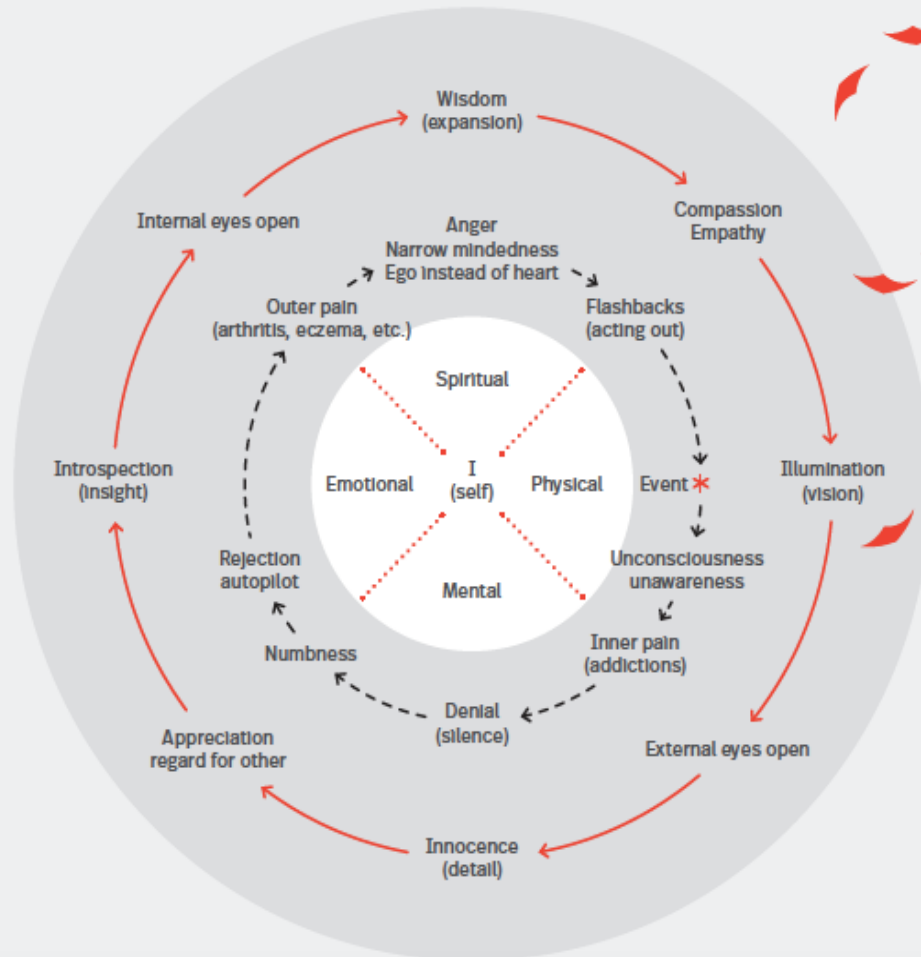 Wisdom
(expansion)
Compassion
Empathy
Illumination
(vision)
External eyes open
Innocence
(detail)
Appreciation
regard for other
Introspection
(insight)
Internal eyes open
Anger
Narrow mindedness
Ego instead of heart
Flashbacks
(acting out)
Event *
Unconsciousness
unawareness
Inner pain
(addictions)
Denial
(silence)
Numbness
Rejection
autopilot
Outer pain
(arthritis, eczema, etc.)
Spiritual
Physical
Mental
Emotional
I
(self)